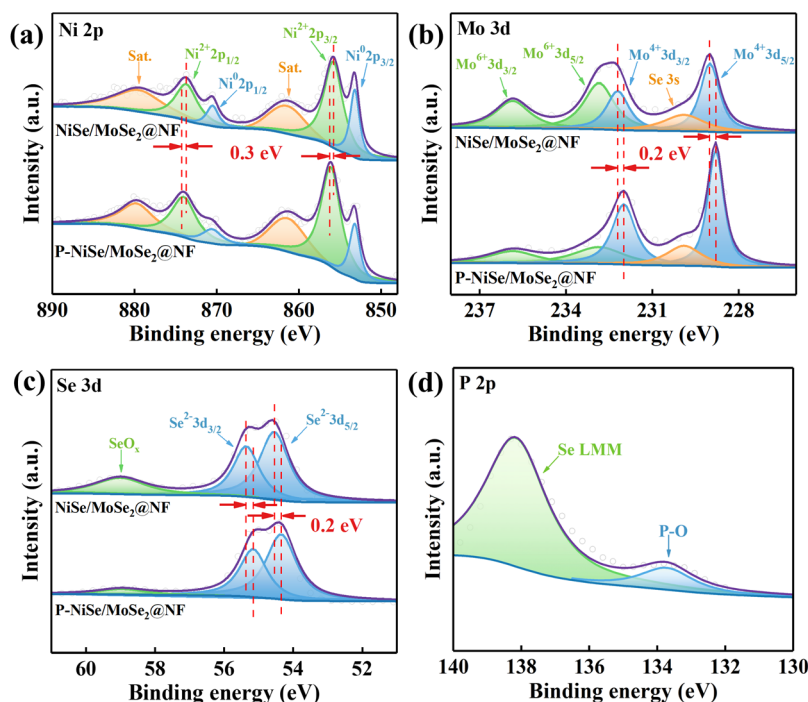 (a) Ni 2p
Sat.
Ni²⁺2p₁/₂
Ni⁰2p₁/₂
Sat.
Ni²⁺2p₃/₂
Ni⁰2p₃/₂
NiSe/MoSe₂@NF
0.3 eV
P-NiSe/MoSe₂@NF
Intensity (a.u.)
890 880 870 860 850
Binding energy (eV)
(b) Mo 3d
Mo⁶⁺3d₃/₂
Mo⁶⁺3d₅/₂
Mo⁴⁺3d₃/₂
Se 3s
Mo⁴⁺3d₅/₂
NiSe/MoSe₂@NF
0.2 eV
P-NiSe/MoSe₂@NF
Intensity (a.u.)
237 234 231 228
Binding energy (eV)
(c) Se 3d
SeOₓ
Se²⁻3d₃/₂
Se²⁻3d₅/₂
NiSe/MoSe₂@NF
0.2 eV
P-NiSe/MoSe₂@NF
Intensity (a.u.)
60 58 56 54 52
Binding energy (eV)
(d) P 2p
Se LMM
P-O
Intensity (a.u.)
140 138 136 134 132 130
Binding energy (eV)